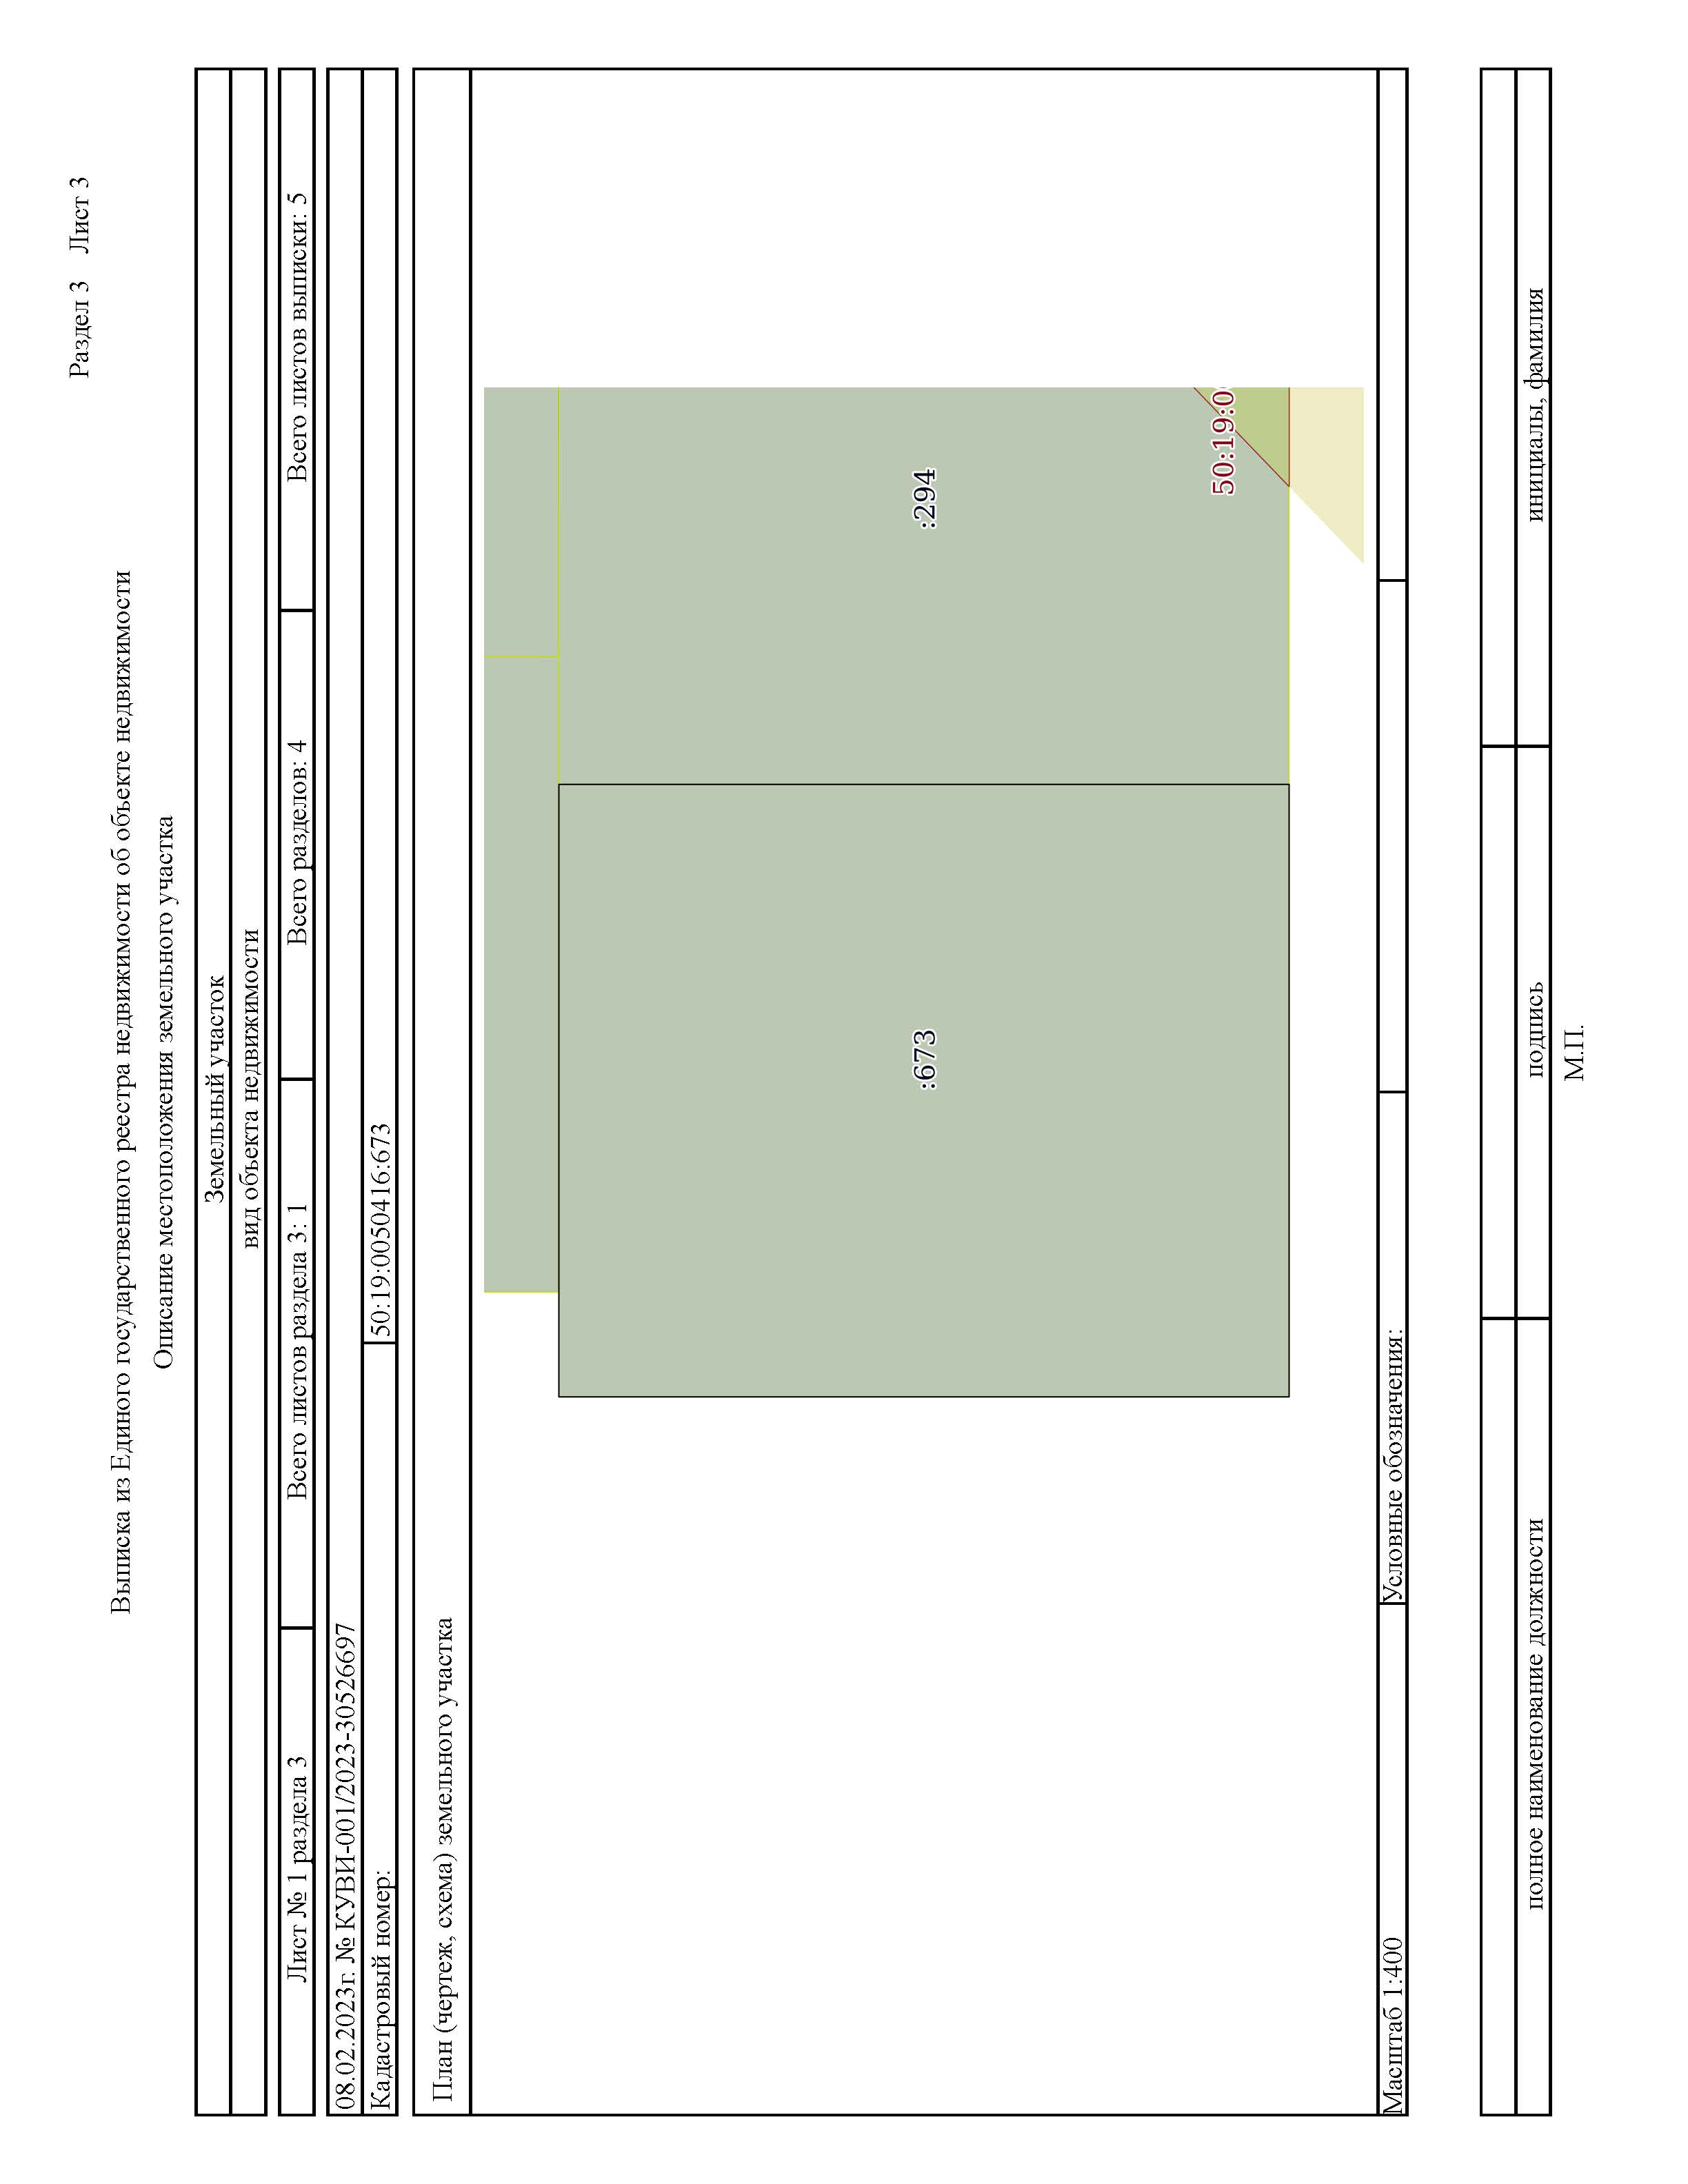 Раздел 3 Лист 3
Выписка из Единого государственного реестра недвижимости об объекте недвижимости
Описание местоположения земельного участка
Земельный участок
вид объекта недвижимости
Лист № 1 раздела 3 Всего листов раздела 3: 1 Всего разделов: 4 Всего листов выписки: 5
08.02.2023г. № КУВИ-001/2023-30526697
Кадастровый номер: 50:19:0050416:673
План (чертеж, схема) земельного участка
:673 :294
50:19:0
Масштаб 1:400 Условные обозначения:
полное наименование должности подпись инициалы, фамилия
М.П.